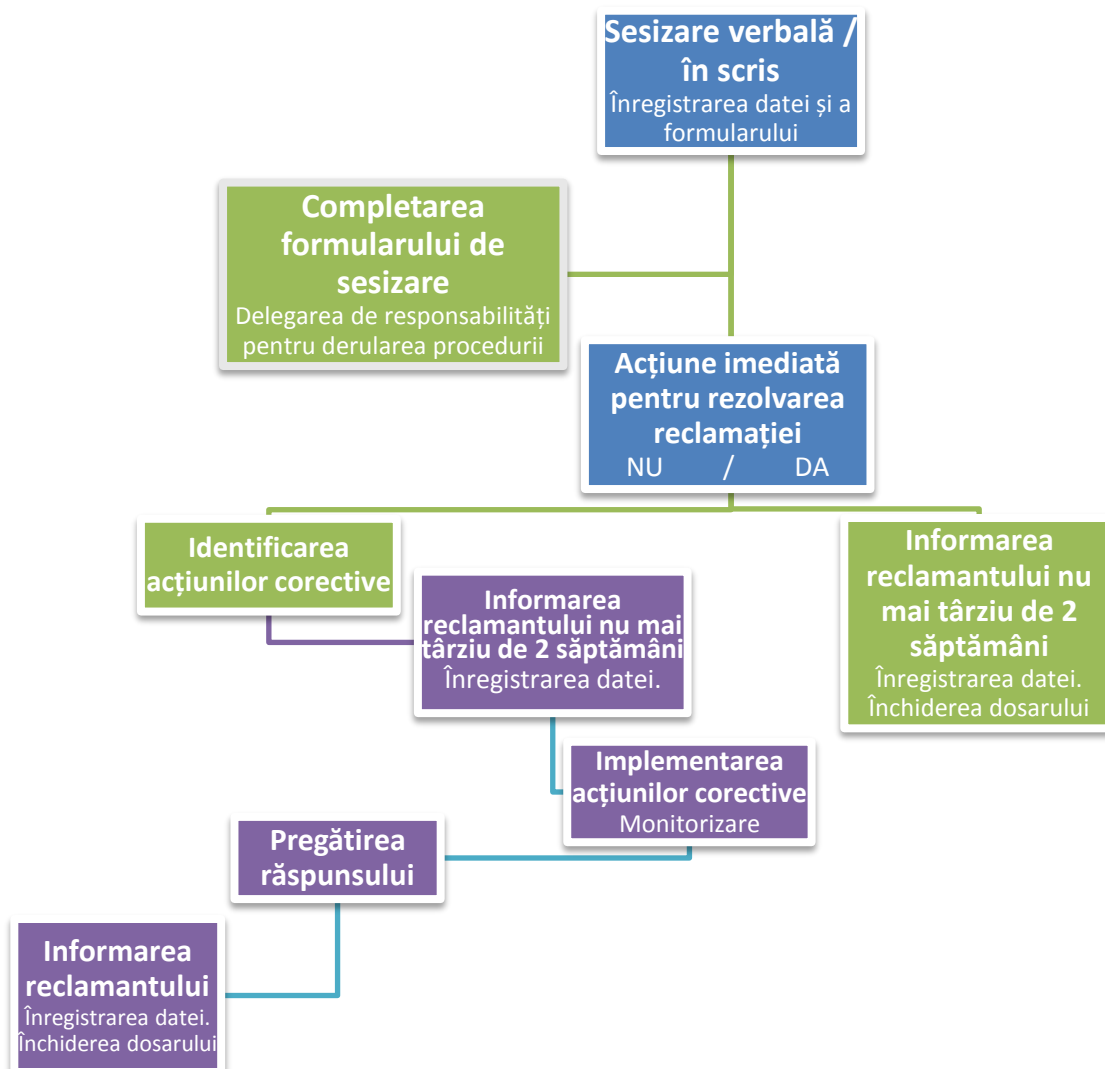 Sesizare verbală /
în scris
Înregistrarea datei și a
formularului
Completarea
formularului de
sesizare
Delegarea de responsabilități
pentru derularea procedurii
Acțiune imediată
pentru rezolvarea
reclamației
NU / DA
Identificarea
acțiunilor corective
Informarea
reclamantului nu mai
târziu de 2 săptămâni
Înregistrarea datei.
Informarea
reclamantului nu
mai târziu de 2
săptămâni
Înregistrarea datei.
Închiderea dosarului
Implementarea
acțiunilor corective
Monitorizare
Pregătirea
răspunsului
Informarea
reclamantului
Înregistrarea datei.
Închiderea dosarului